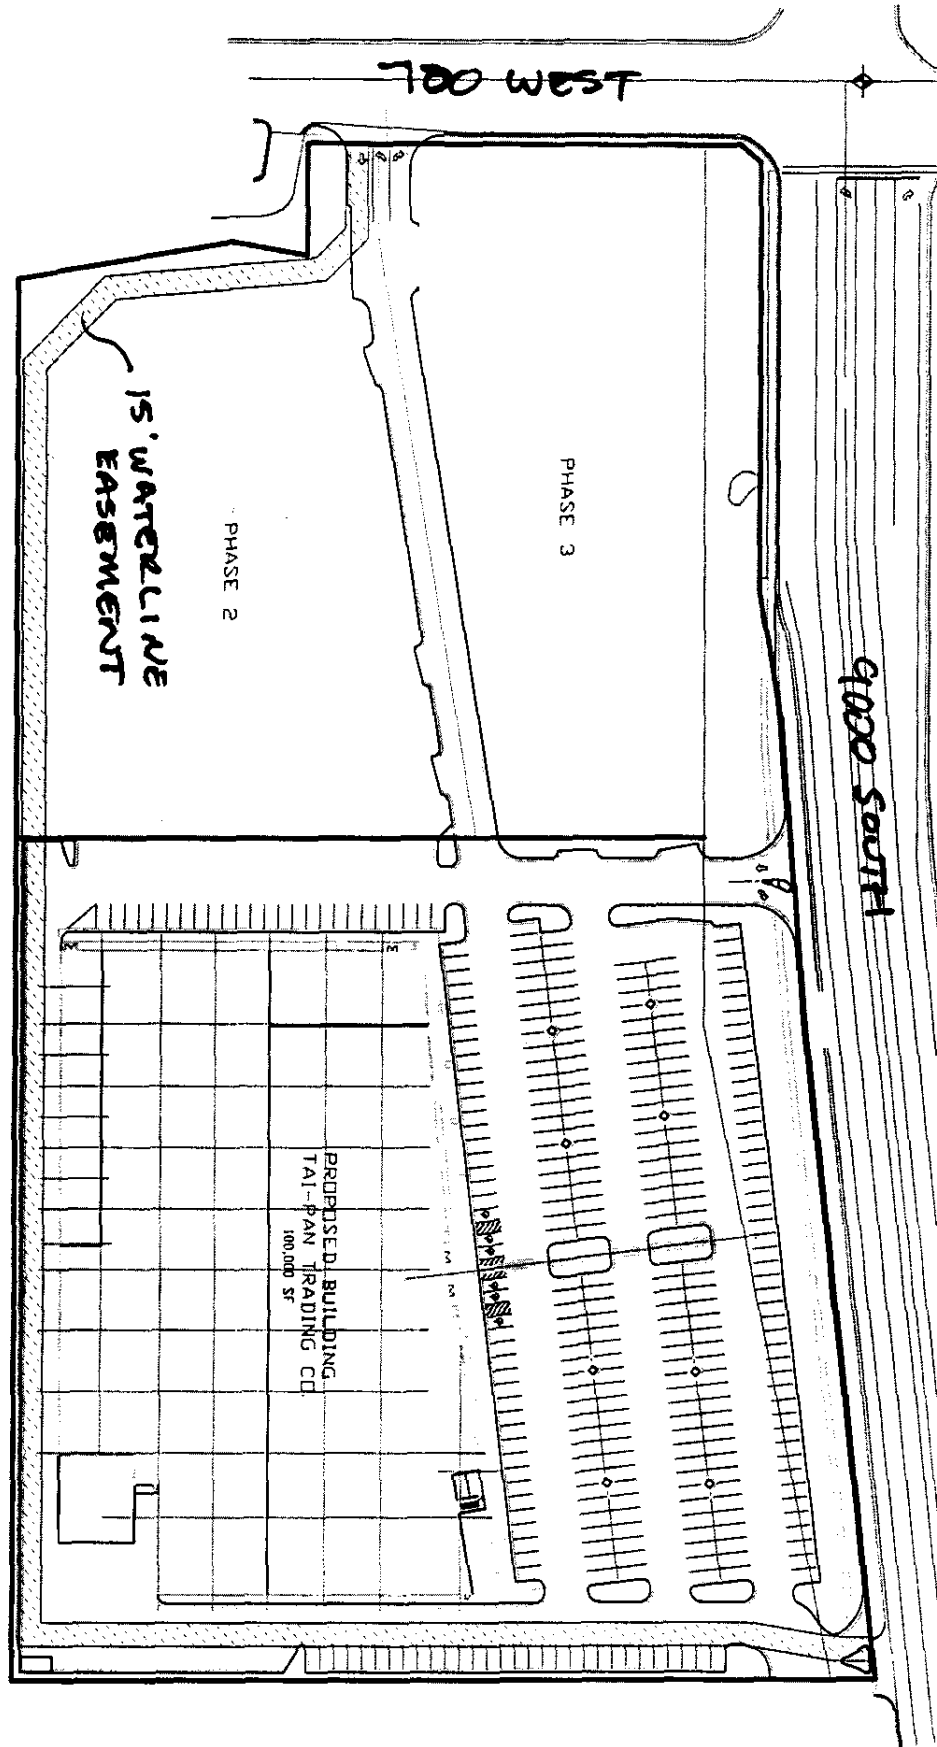 700 WEST
15' WATERLINE
EASEMENT
PHASE 3
PHASE 2
9000 SOUTH
PROPOSED BUILDING
TAI-PAN TRADING CO.
100,000 SF